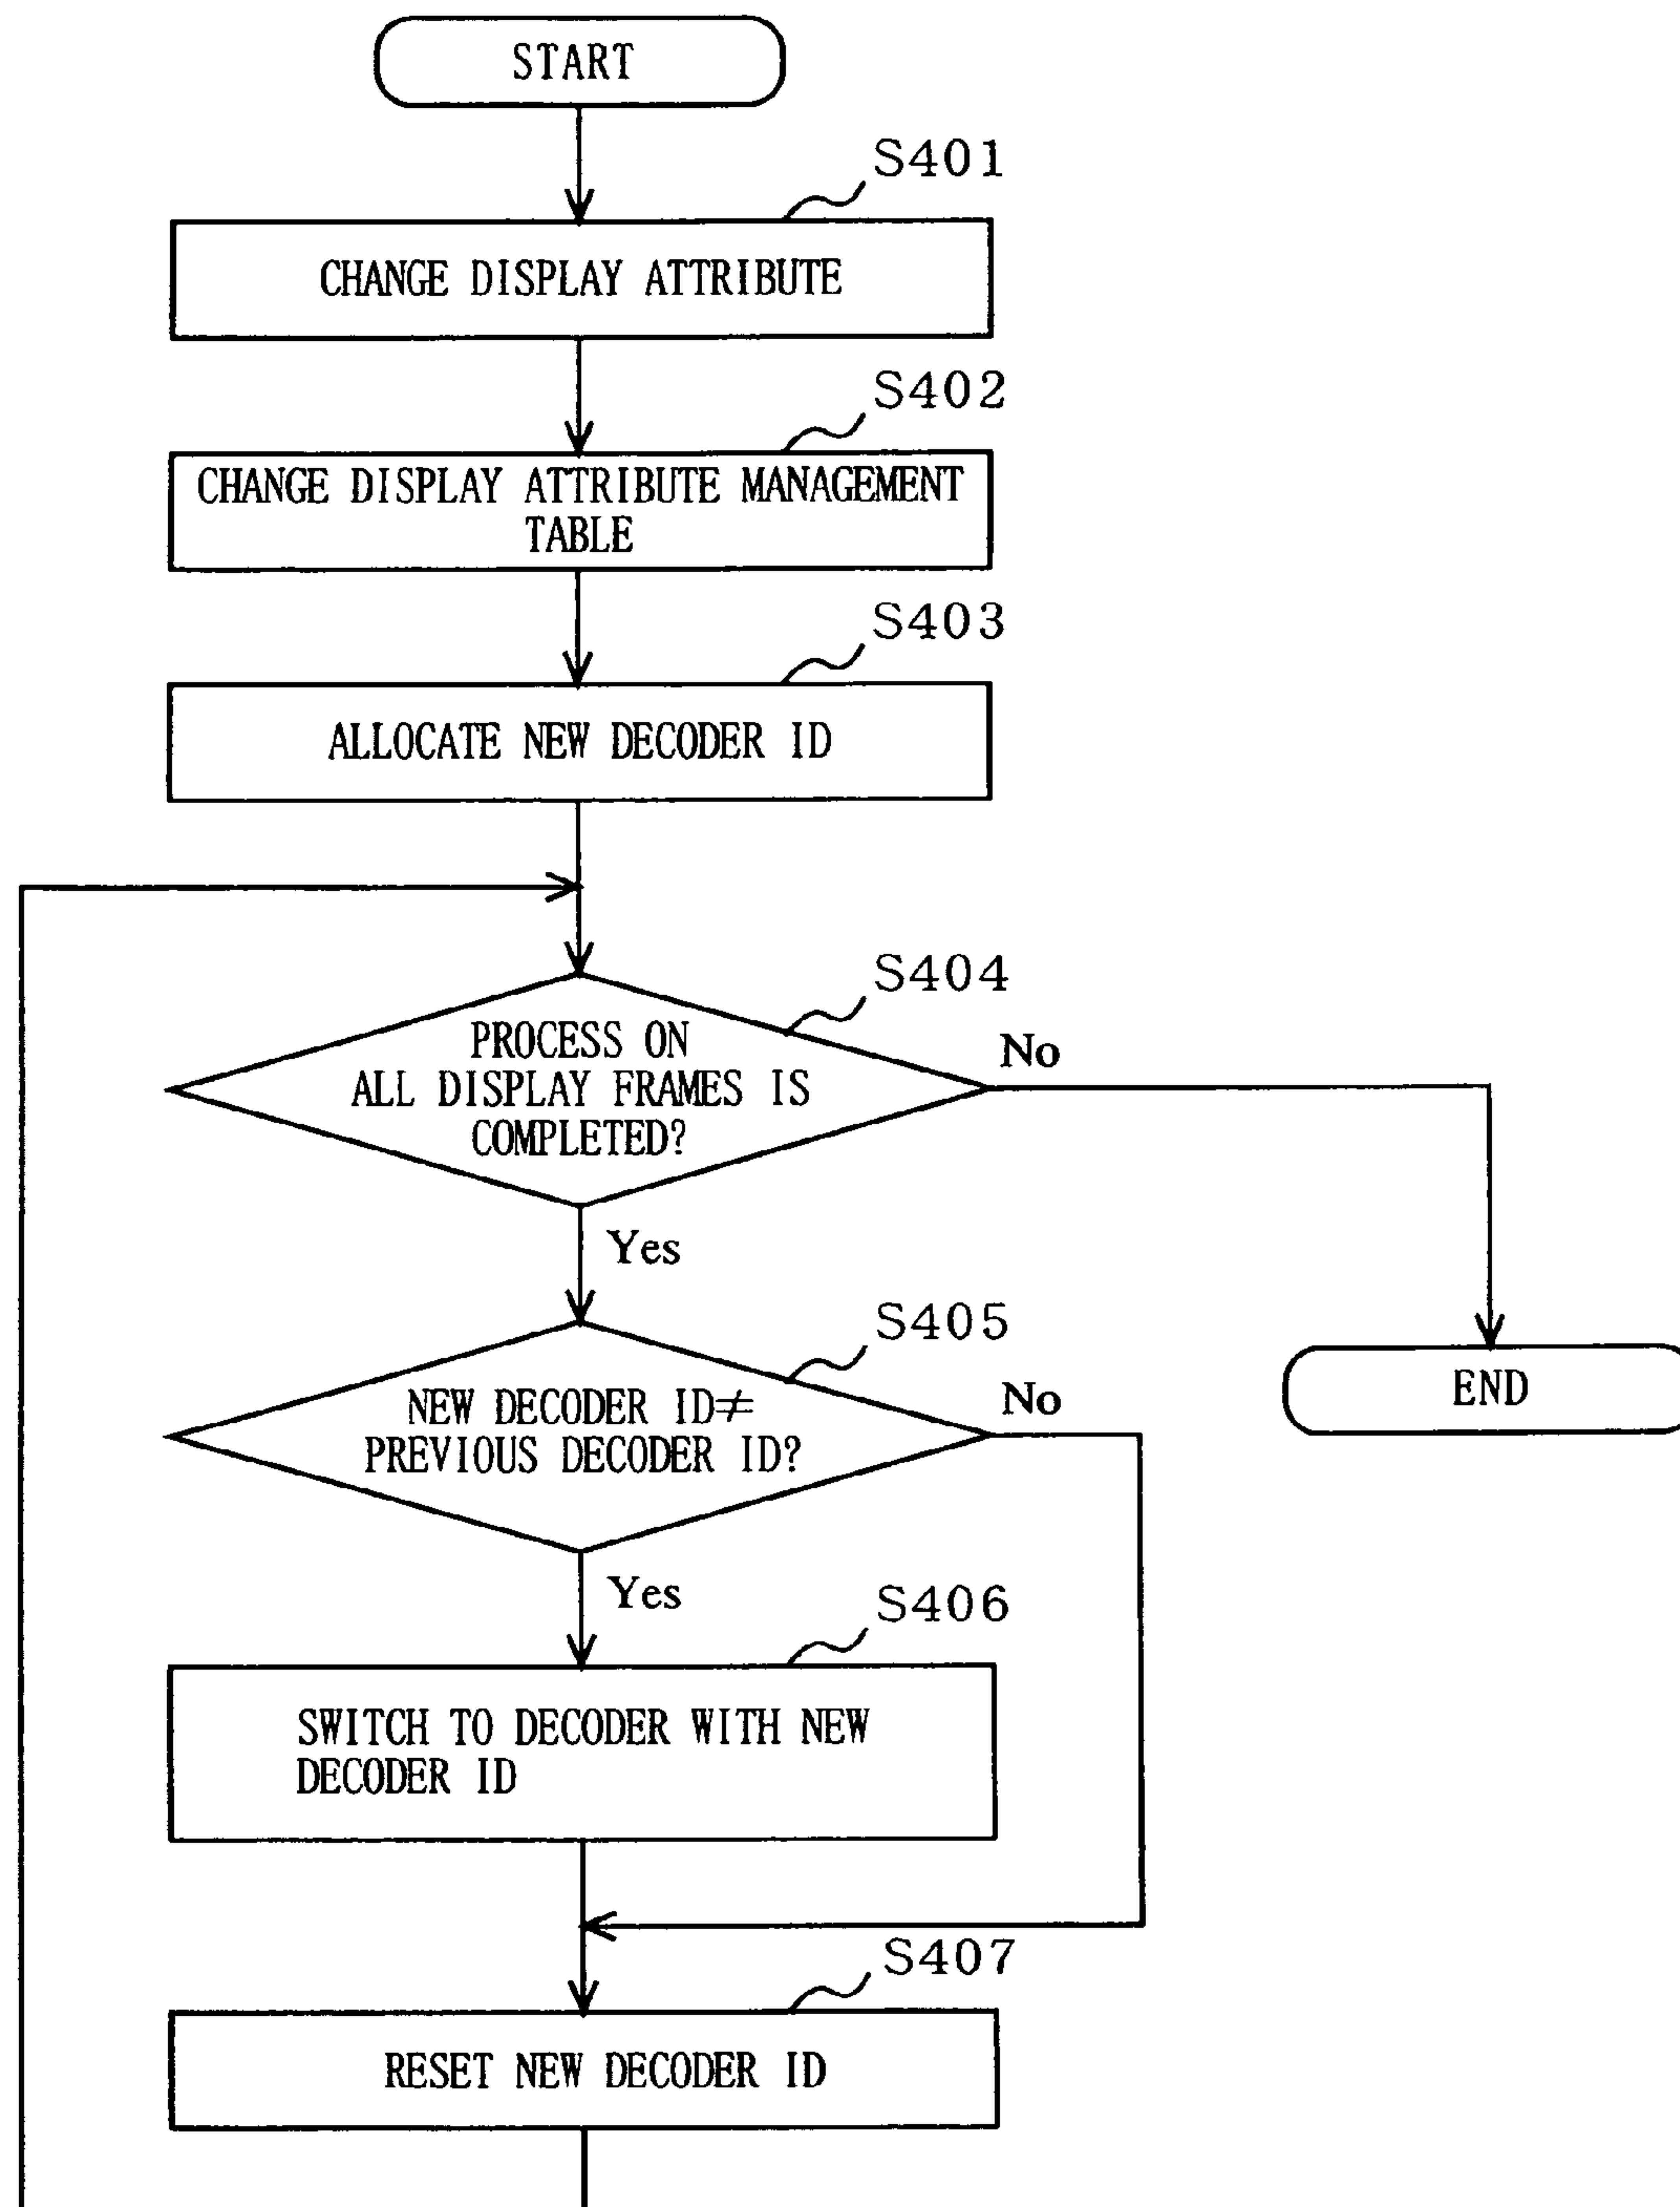 START
S401
CHANGE DISPLAY ATTRIBUTE
S402
CHANGE DISPLAY ATTRIBUTE MANAGEMENT
TABLE
S403
ALLOCATE NEW DECODER ID
S404
PROCESS ON
ALL DISPLAY FRAMES IS
COMPLETED?
No
Yes
S405
NEW DECODER ID≠
PREVIOUS DECODER ID?
No
END
Yes
S406
SWITCH TO DECODER WITH NEW
DECODER ID
S407
RESET NEW DECODER ID